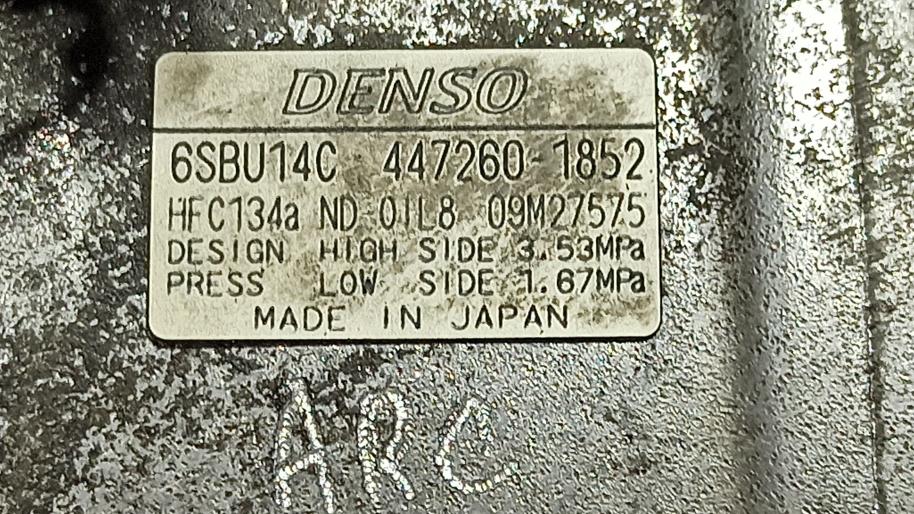 DENSO
6SBU14C 447260-1852
HFC134a ND-OIL8 09M27575
DESIGN HIGH SIDE 3.53MPa
PRESS LOW SIDE 1.67MPa
MADE IN JAPAN
ARC